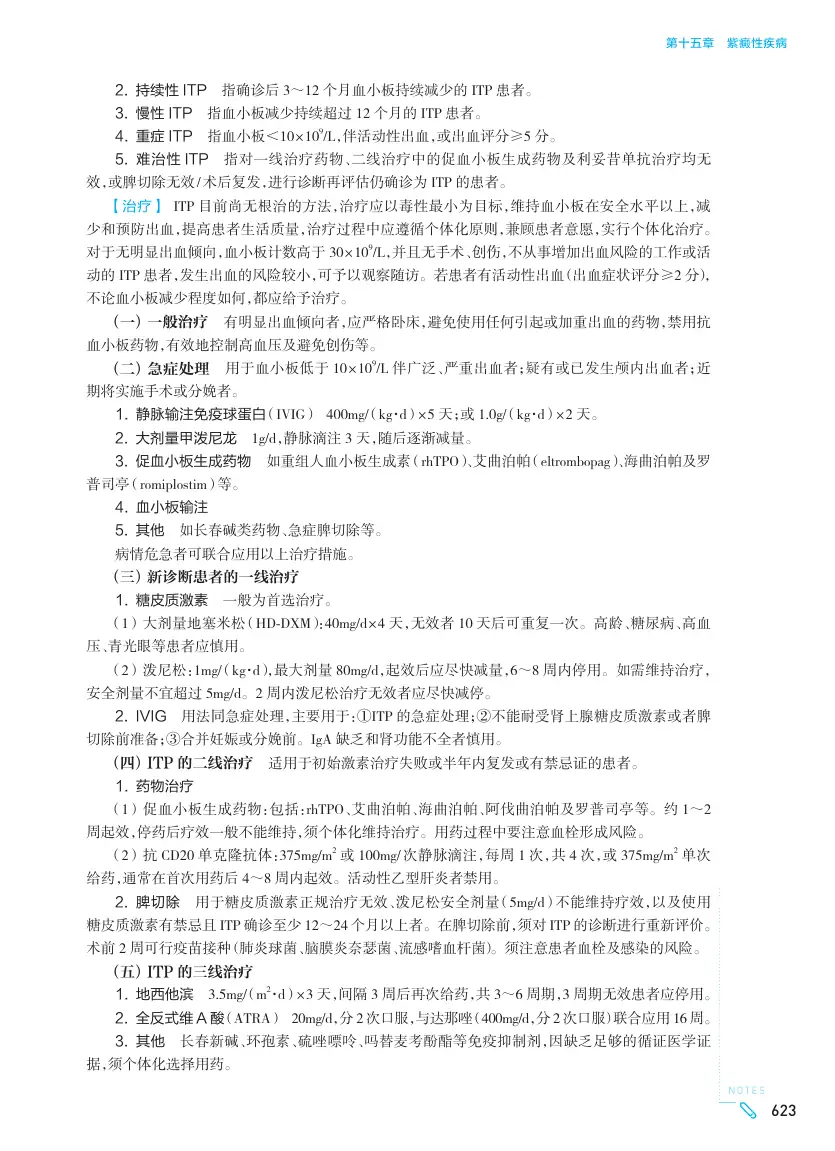 第十五章 紫癜性疾病
2. 持续性 ITP 指确诊后 3～12 个月血小板持续减少的 ITP 患者。
3. 慢性 ITP 指血小板减少持续超过 12 个月的 ITP 患者。
4. 重症 ITP 指血小板＜10×10⁹/L,伴活动性出血,或出血评分≥5 分。
5. 难治性 ITP 指对一线治疗药物、二线治疗中的促血小板生成药物及利妥昔单抗治疗均无
效,或脾切除无效/术后复发,进行诊断再评估仍确诊为 ITP 的患者。
【治疗】 ITP 目前尚无根治的方法,治疗应以毒性最小为目标,维持血小板在安全水平以上,减
少和预防出血,提高患者生活质量,治疗过程中应遵循个体化原则,兼顾患者意愿,实行个体化治疗。
对于无明显出血倾向,血小板计数高于 30×10⁹/L,并且无手术、创伤,不从事增加出血风险的工作或活
动的 ITP 患者,发生出血的风险较小,可予以观察随访。若患者有活动性出血(出血症状评分≥2 分),
不论血小板减少程度如何,都应给予治疗。
(一) 一般治疗 有明显出血倾向者,应严格卧床,避免使用任何引起或加重出血的药物,禁用抗
血小板药物,有效地控制高血压及避免创伤等。
(二) 急症处理 用于血小板低于 10×10⁹/L 伴广泛、严重出血者;疑有或已发生颅内出血者;近
期将实施手术或分娩者。
1. 静脉输注免疫球蛋白(IVIG) 400mg/(kg·d)×5 天;或 1.0g/(kg·d)×2 天。
2. 大剂量甲泼尼龙 1g/d,静脉滴注 3 天,随后逐渐减量。
3. 促血小板生成药物 如重组人血小板生成素(rhTPO)、艾曲泊帕(eltrombopag)、海曲泊帕及罗
普司亭(romiplostim)等。
4. 血小板输注
5. 其他 如长春碱类药物、急症脾切除等。
病情危急者可联合应用以上治疗措施。
(三) 新诊断患者的一线治疗
1. 糖皮质激素 一般为首选治疗。
(1) 大剂量地塞米松(HD-DXM):40mg/d×4 天,无效者 10 天后可重复一次。高龄、糖尿病、高血
压、青光眼等患者应慎用。
(2) 泼尼松:1mg/(kg·d),最大剂量 80mg/d,起效后应尽快减量,6～8 周内停用。如需维持治疗,
安全剂量不宜超过 5mg/d。2 周内泼尼松治疗无效者应尽快减停。
2. IVIG 用法同急症处理,主要用于:①ITP 的急症处理;②不能耐受肾上腺糖皮质激素或者脾
切除前准备;③合并妊娠或分娩前。IgA 缺乏和肾功能不全者慎用。
(四) ITP 的二线治疗 适用于初始激素治疗失败或半年内复发或有禁忌证的患者。
1. 药物治疗
(1) 促血小板生成药物:包括:rhTPO、艾曲泊帕、海曲泊帕、阿伐曲泊帕及罗普司亭等。约 1～2
周起效,停药后疗效一般不能维持,须个体化维持治疗。用药过程中要注意血栓形成风险。
(2) 抗 CD20 单克隆抗体:375mg/m² 或 100mg/次静脉滴注,每周 1 次,共 4 次,或 375mg/m² 单次
给药,通常在首次用药后 4～8 周内起效。活动性乙型肝炎者禁用。
2. 脾切除 用于糖皮质激素正规治疗无效、泼尼松安全剂量(5mg/d)不能维持疗效,以及使用
糖皮质激素有禁忌且 ITP 确诊至少 12～24 个月以上者。在脾切除前,须对 ITP 的诊断进行重新评价。
术前 2 周可行疫苗接种(肺炎球菌、脑膜炎奈瑟菌、流感嗜血杆菌)。须注意患者血栓及感染的风险。
(五) ITP 的三线治疗
1. 地西他滨 3.5mg/(m²·d)×3 天,间隔 3 周后再次给药,共 3～6 周期,3 周期无效患者应停用。
2. 全反式维 A 酸(ATRA) 20mg/d,分 2 次口服,与达那唑(400mg/d,分 2 次口服)联合应用 16 周。
3. 其他 长春新碱、环孢素、硫唑嘌呤、吗替麦考酚酯等免疫抑制剂,因缺乏足够的循证医学证
据,须个体化选择用药。
NOTES
623